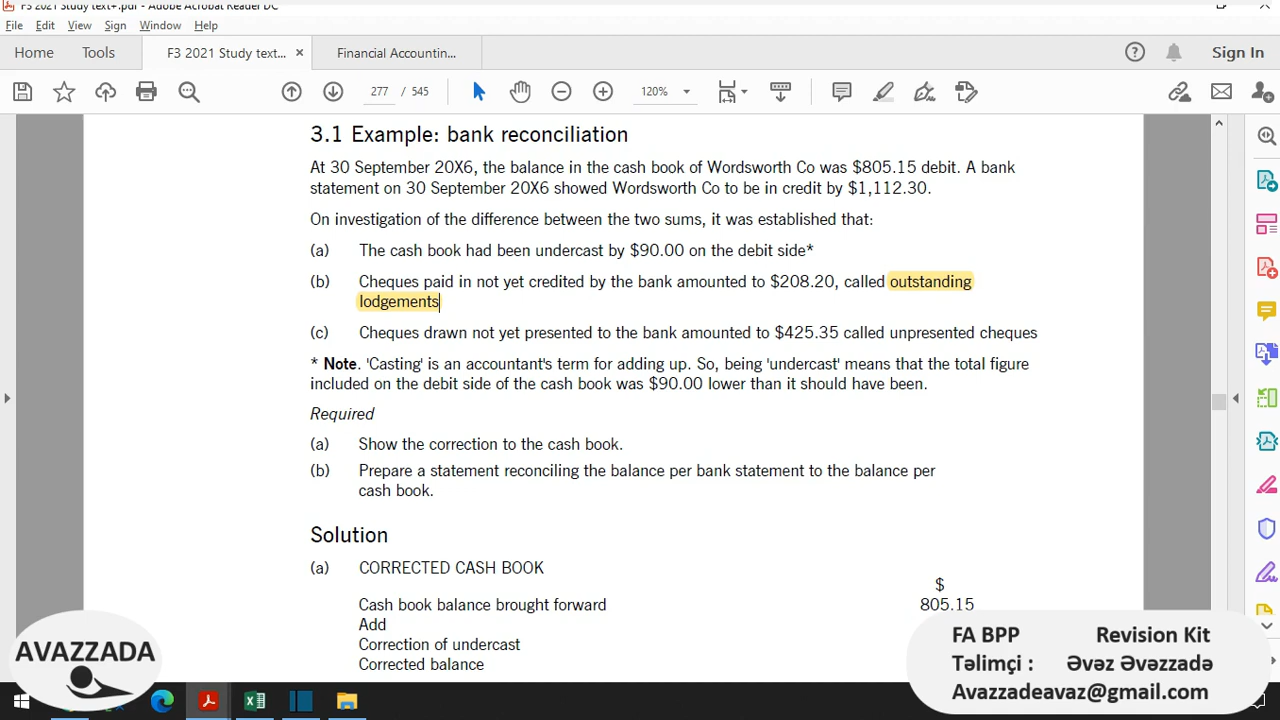 F3 2021 Study text+.pdf - Adobe Acrobat Reader DC
File Edit View Sign Window Help
Home Tools F3 2021 Study text... × Financial Accountin... Sign In
277 / 545 120%
3.1 Example: bank reconciliation
At 30 September 20X6, the balance in the cash book of Wordsworth Co was $805.15 debit. A bank
statement on 30 September 20X6 showed Wordsworth Co to be in credit by $1,112.30.
On investigation of the difference between the two sums, it was established that:
(a) The cash book had been undercast by $90.00 on the debit side*
(b) Cheques paid in not yet credited by the bank amounted to $208.20, called outstanding
lodgements
(c) Cheques drawn not yet presented to the bank amounted to $425.35 called unpresented cheques
* Note. 'Casting' is an accountant's term for adding up. So, being 'undercast' means that the total figure
included on the debit side of the cash book was $90.00 lower than it should have been.
Required
(a) Show the correction to the cash book.
(b) Prepare a statement reconciling the balance per bank statement to the balance per
cash book.
Solution
(a) CORRECTED CASH BOOK
$
Cash book balance brought forward 805.15
Add
Correction of undercast
Corrected balance
AVAZZADA
FA BPP Revision Kit
Təlimçi : Əvəz Əvəzzadə
Avazzadeavaz@gmail.com